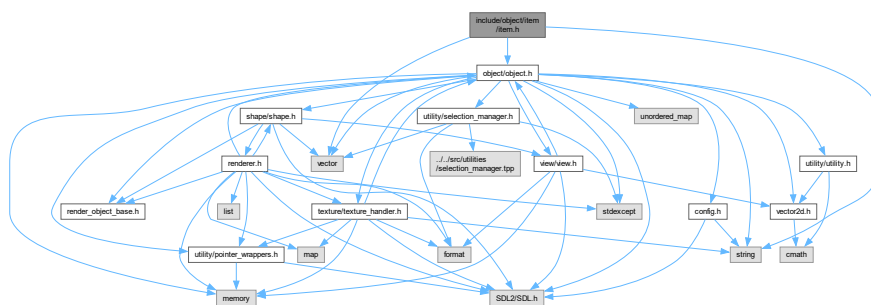 include/object/item
/item.h
object/object.h
shape/shape.h
utility/selection_manager.h
unordered_map
renderer.h
vector
../../src/utilities
/selection_manager.tpp
view/view.h
utility/utility.h
render_object_base.h
list
texture/texture_handler.h
stdexcept
config.h
vector2d.h
utility/pointer_wrappers.h
map
format
string
cmath
memory
SDL2/SDL.h